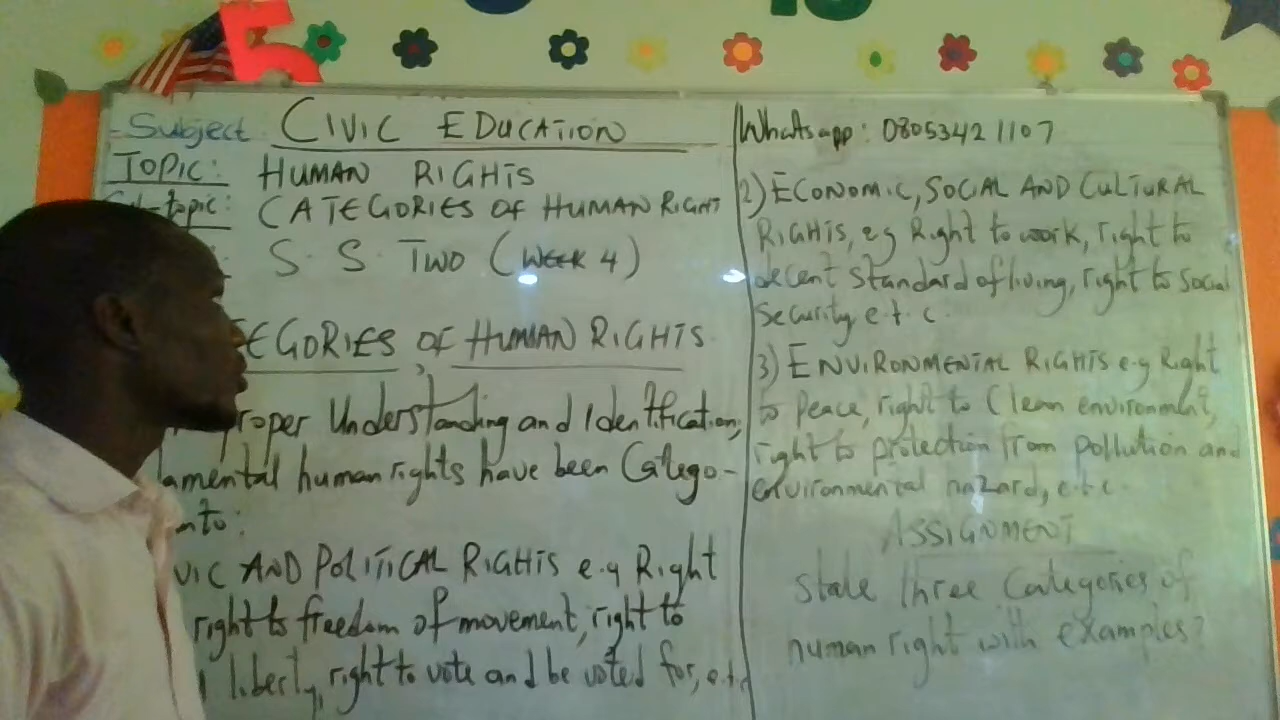 5
Subject: CIVIC EDUCATION
TOPIC: HUMAN RIGHTS
Sub-topic: CATEGORIES OF HUMAN RIGHT
S. S. TWO (WEEK 4)
EGORIES OF HUMAN RIGHTS
proper Understanding and Identification,
amental human rights have been Catego-
nto:
VIC AND POLITICAL RIGHTS e.g Right
right to freedom of movement, right to
liberty, right to vote and be voted for, e.t.c
Whatsapp: 08053421107
2) ECONOMIC, SOCIAL AND CULTURAL
RIGHTS, eg Right to work, right to
decent standard of living, right to social
Security e.t.c.
3) ENVIRONMENTAL RIGHTS e.g Right
to Peace, right to Clean environment,
right to protection from pollution and
environmental hazard, e.t.c.
ASSIGNMENT
State three Categories of
human right with examples?